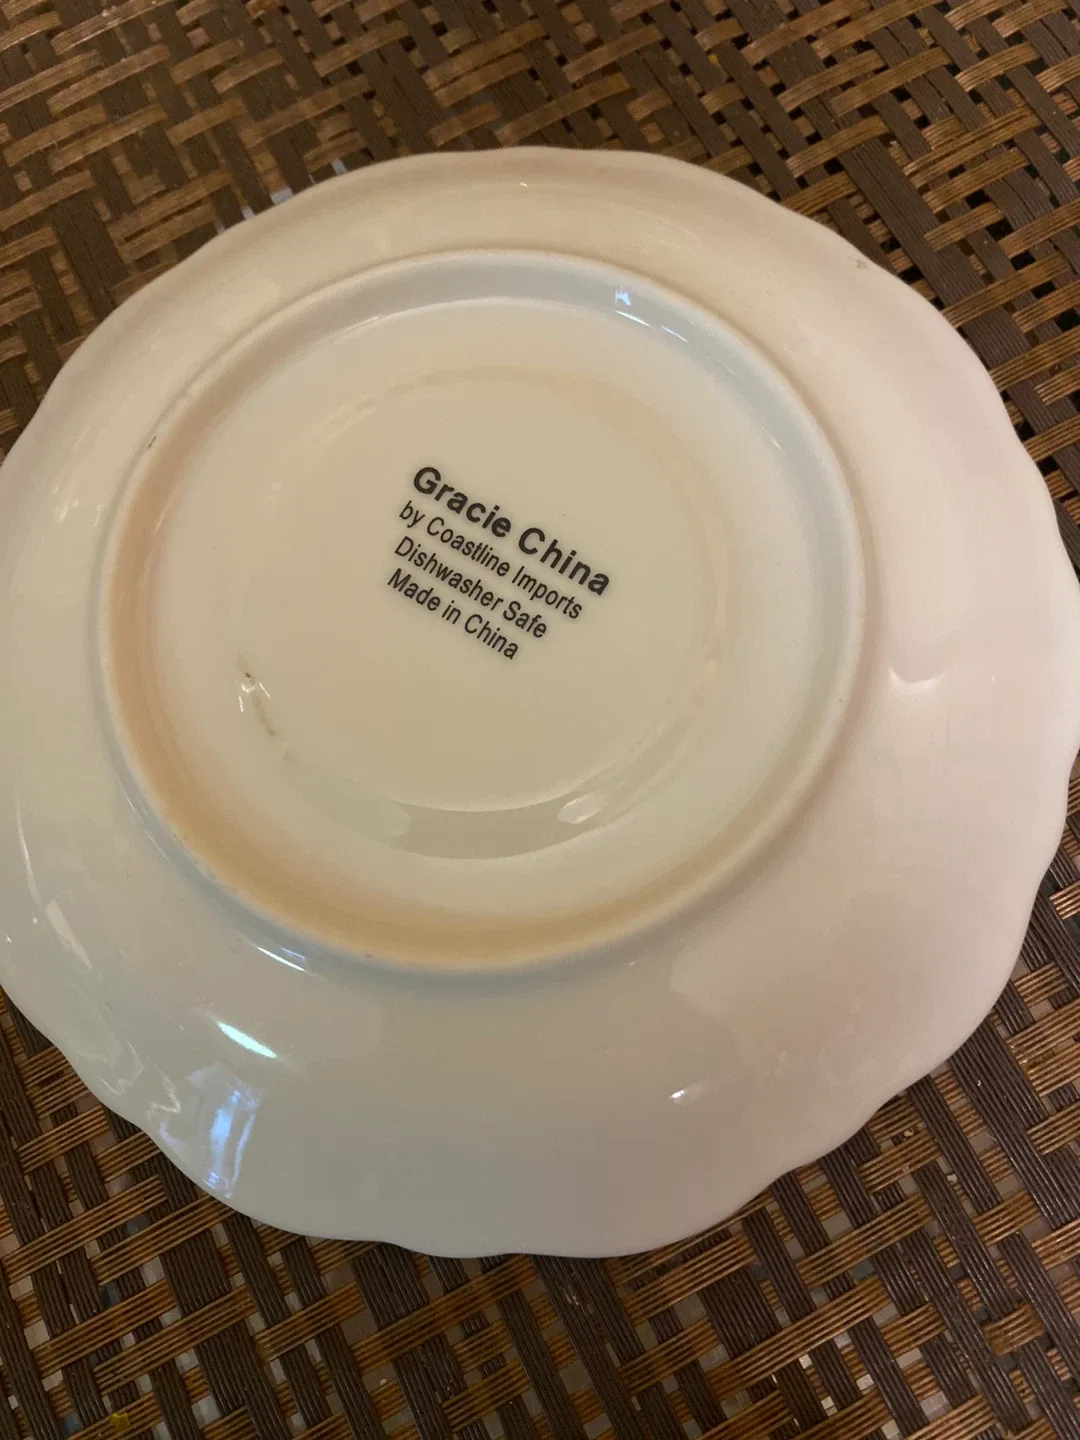 Gracie China
by Coastline Imports
Dishwasher Safe
Made in China